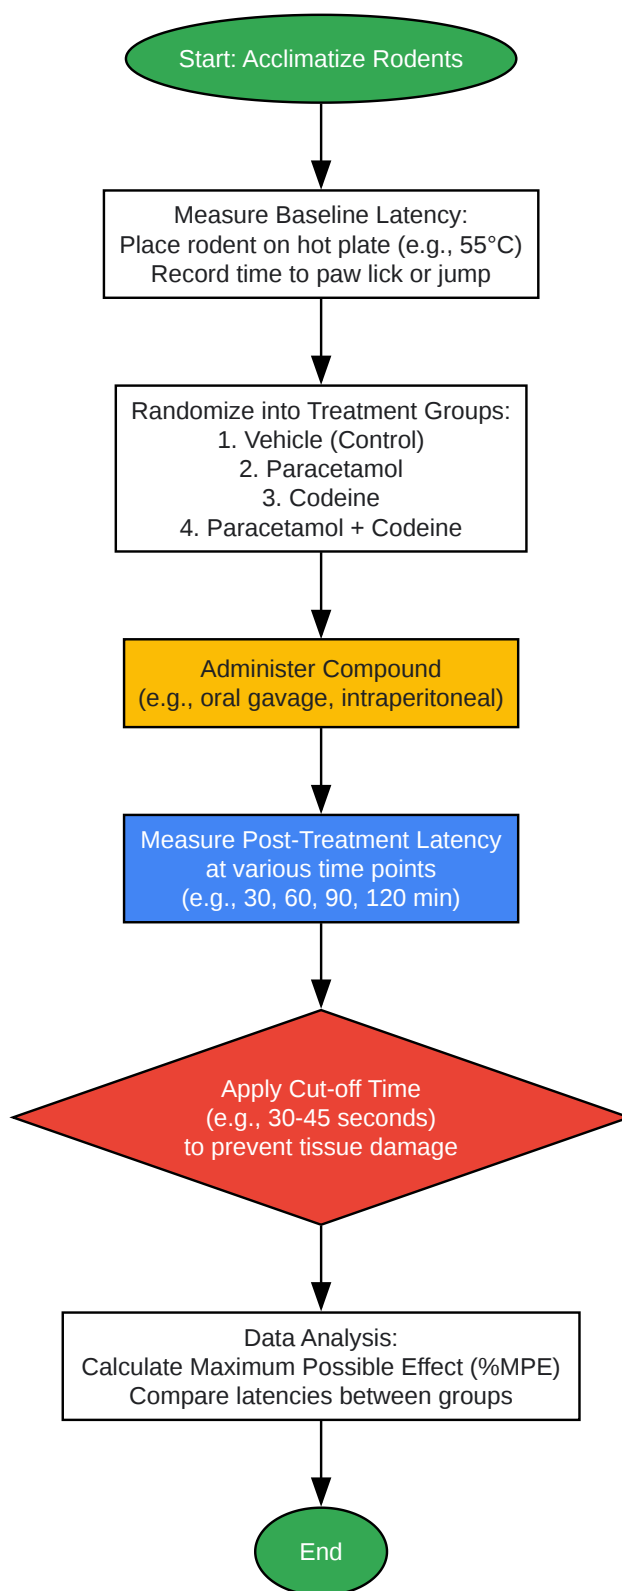 Start: Acclimatize Rodents
Measure Baseline Latency:
Place rodent on hot plate (e.g., 55°C)
Record time to paw lick or jump
Randomize into Treatment Groups:
1. Vehicle (Control)
2. Paracetamol
3. Codeine
4. Paracetamol + Codeine
Administer Compound
(e.g., oral gavage, intraperitoneal)
Measure Post-Treatment Latency
at various time points
(e.g., 30, 60, 90, 120 min)
Apply Cut-off Time
(e.g., 30-45 seconds)
to prevent tissue damage
Data Analysis:
Calculate Maximum Possible Effect (%MPE)
Compare latencies between groups
End